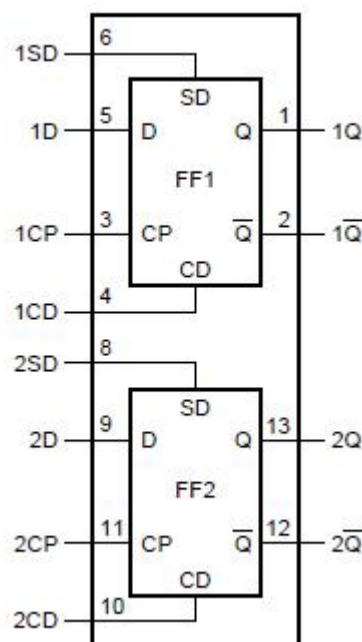 6
1SD
SD
5
1
1D
D
Q
1Q
FF1
3
2
1CP
CP
Q̅
1Q̅
CD
4
1CD
8
2SD
SD
9
13
2D
D
Q
2Q
FF2
11
12
2CP
CP
Q̅
2Q̅
CD
10
2CD